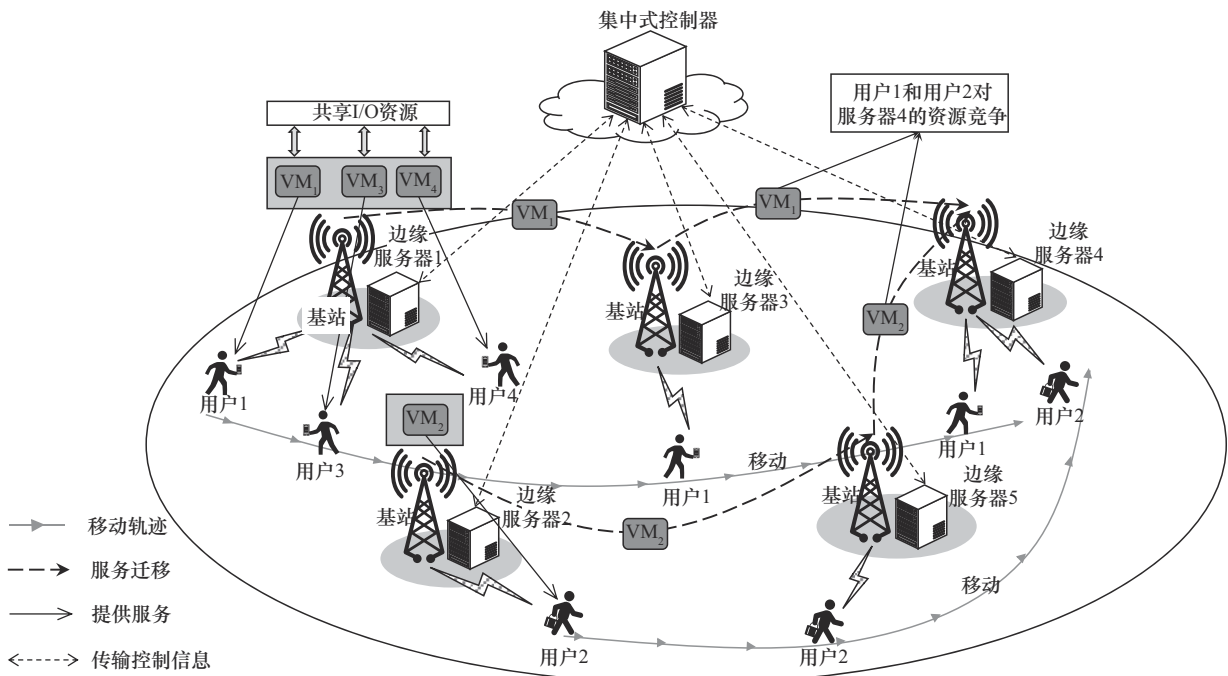 集中式控制器
共享I/O资源
用户1和用户2对
服务器4的资源竞争
VM₁
VM₃
VM₄
VM₁
VM₁
边缘
服务器1
基站
边缘
服务器3
基站
边缘
服务器4
基站
VM₂
用户1
用户4
用户3
VM₂
用户1
用户1
用户2
移动
边缘
服务器2
基站
VM₂
边缘
服务器5
基站
移动
用户2
用户2
移动轨迹
服务迁移
提供服务
传输控制信息